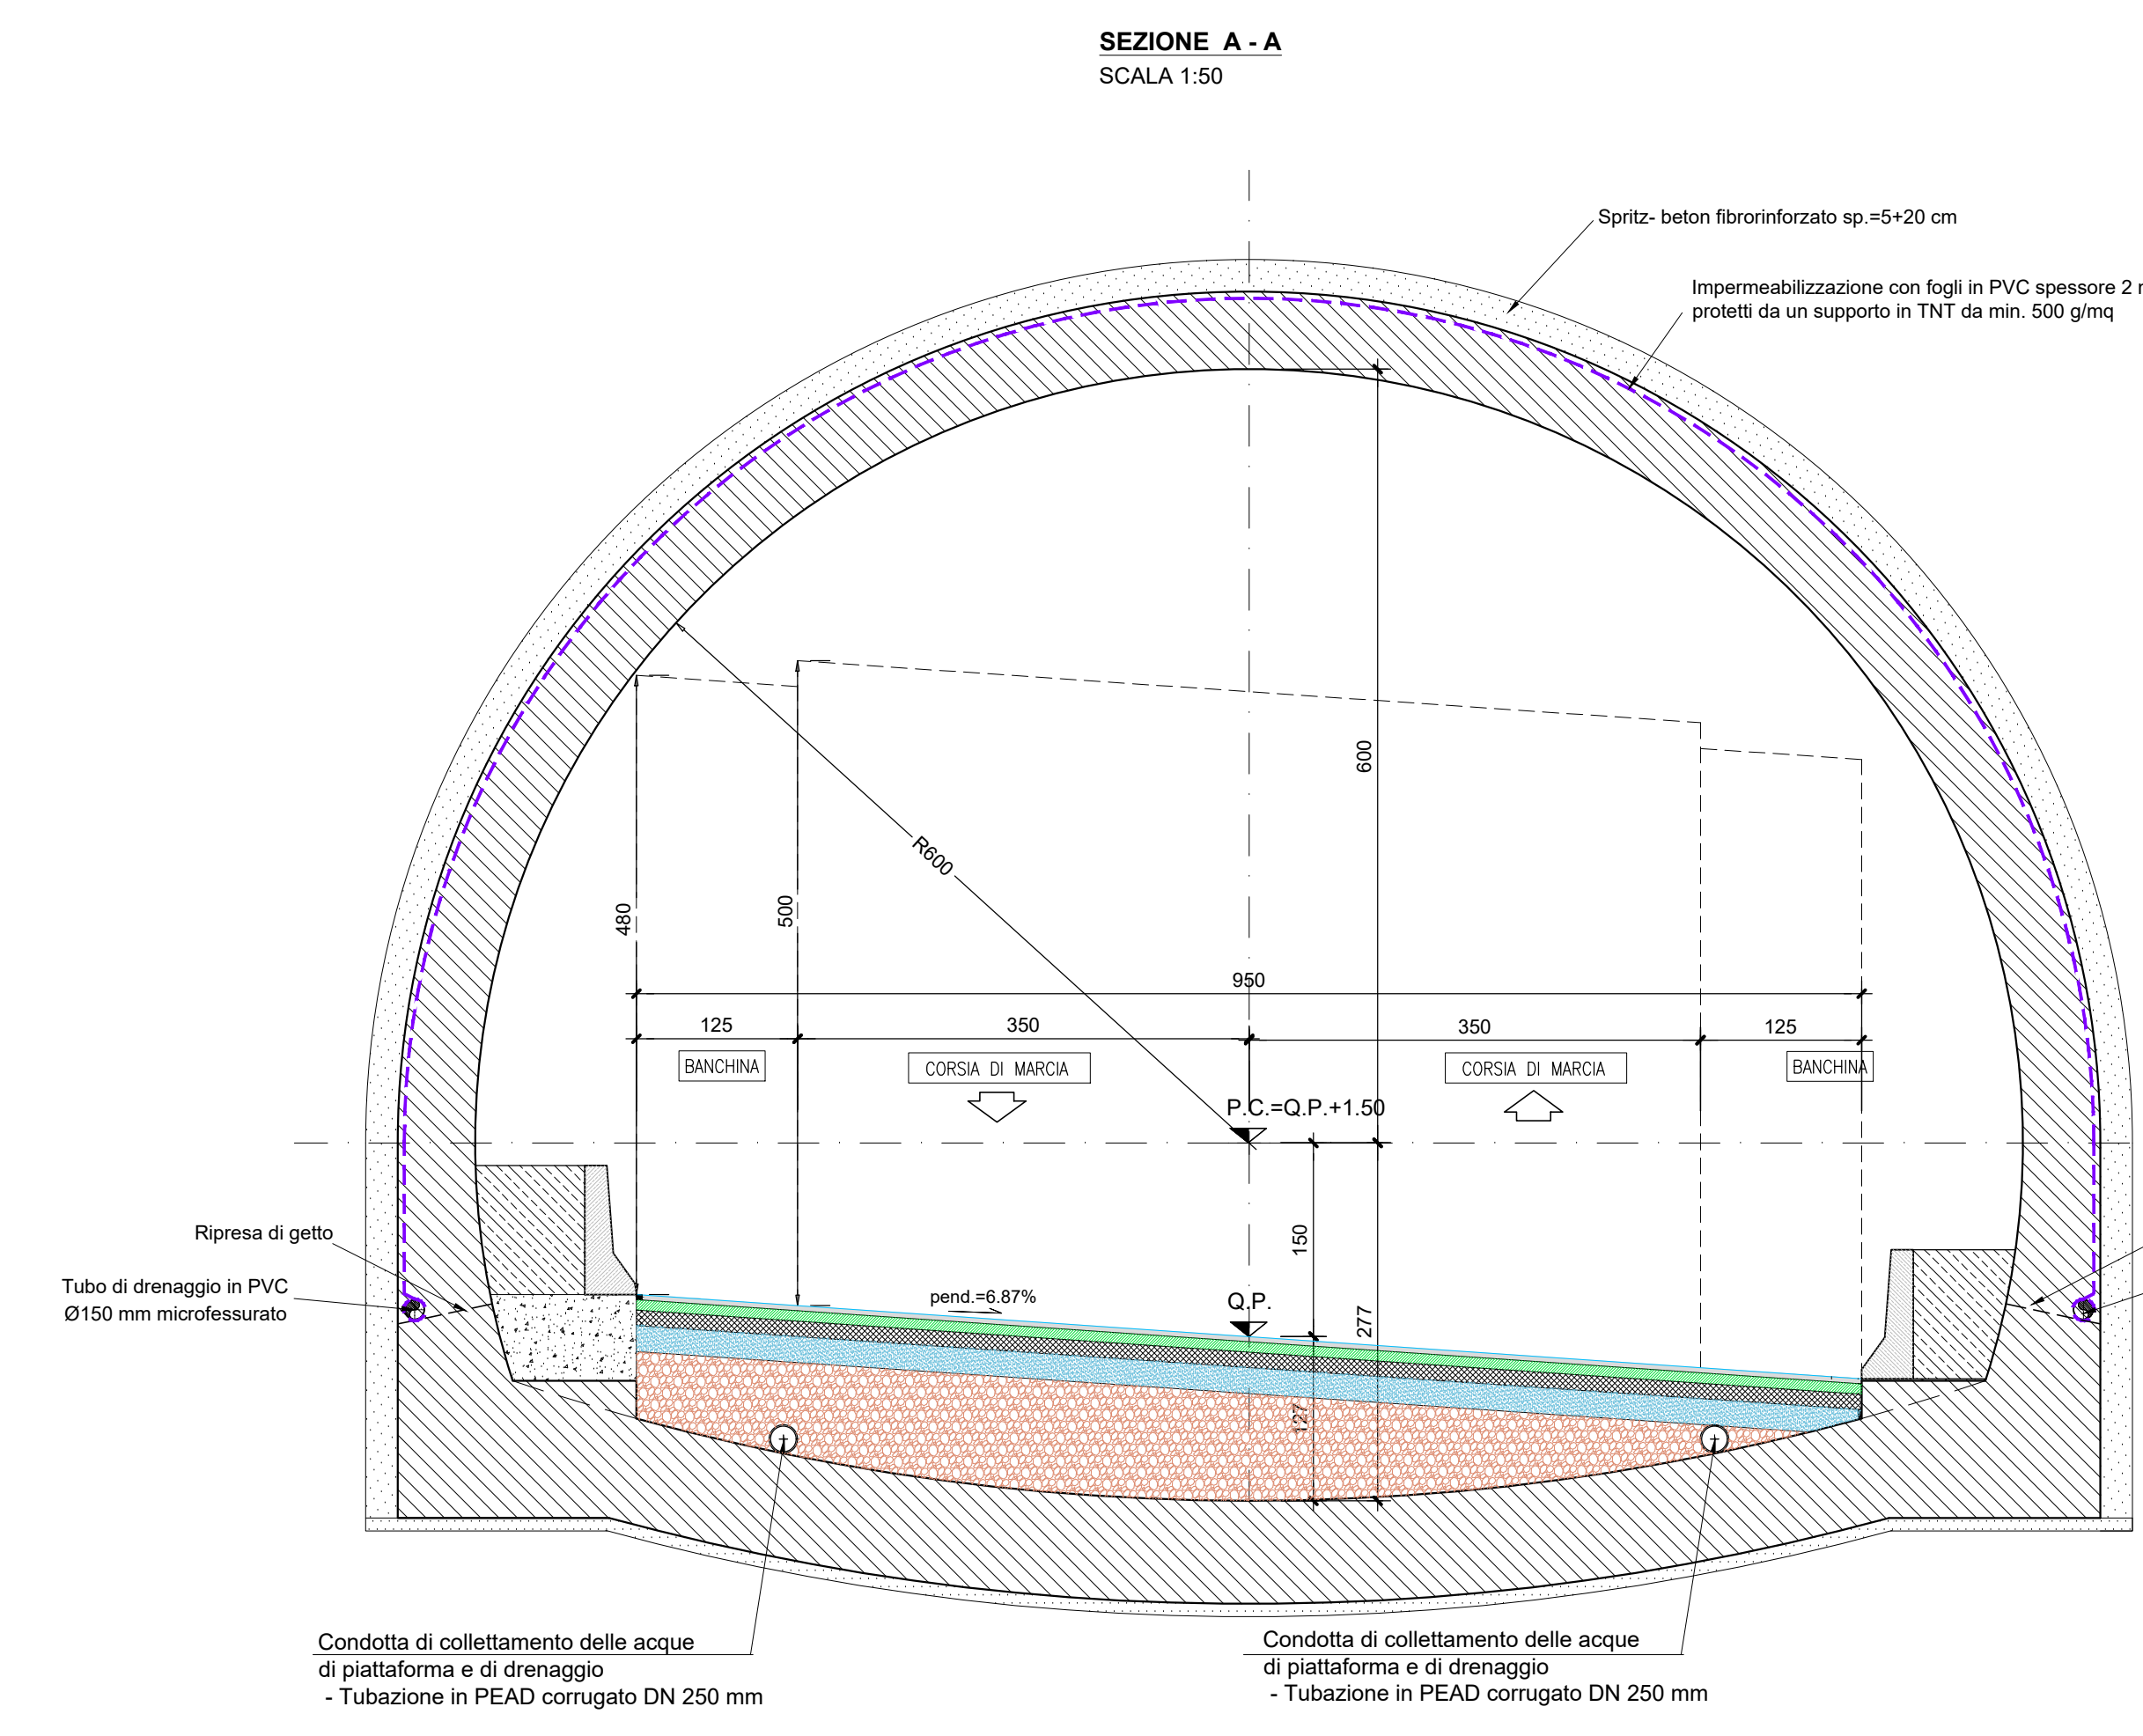 SEZIONE A - A
SCALA 1:50
Spritz- beton fibrorinforzato sp.=5+20 cm
Impermeabilizzazione con fogli in PVC spessore 2
protetti da un supporto in TNT da min. 500 g/mq
600
R600
480
500
950
125
350
350
125
BANCHINA
CORSIA DI MARCIA
CORSIA DI MARCIA
BANCHINA
P.C.=Q.P.+1.50
Ripresa di getto
150
Tubo di drenaggio in PVC
Ø150 mm microfessurato
pend.=6.87%
Q.P.
277
127
Condotta di collettamento delle acque
di piattaforma e di drenaggio
- Tubazione in PEAD corrugato DN 250 mm
Condotta di collettamento delle acque
di piattaforma e di drenaggio
- Tubazione in PEAD corrugato DN 250 mm